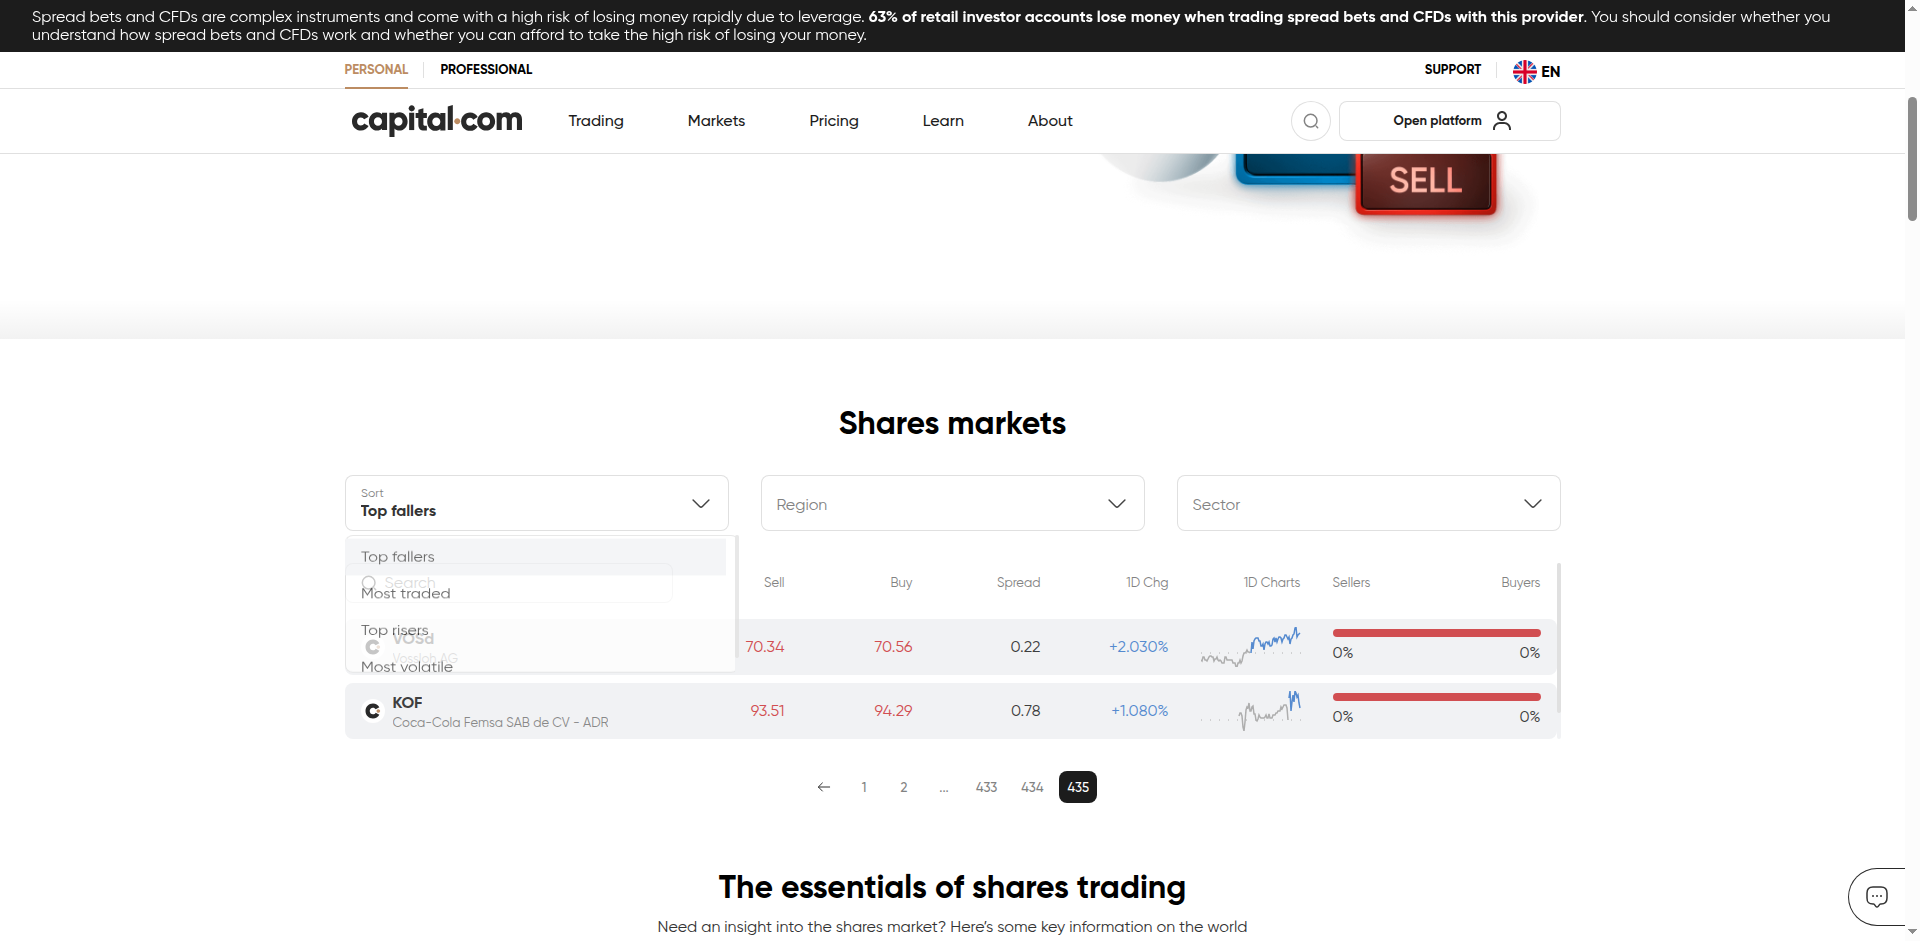 Spread bets and CFDs are complex instruments and come with a high risk of losing money rapidly due to leverage. 63% of retail investor accounts lose money when trading spread bets and CFDs with this provider. You should consider whether you
understand how spread bets and CFDs work and whether you can afford to take the high risk of losing your money.
PERSONAL PROFESSIONAL SUPPORT EN
capital.com Trading Markets Pricing Learn About Open platform
SELL
Shares markets
Sort
Top fallers Region Sector
Top fallers
Search Sell Buy Spread 1D Chg 1D Charts Sellers Buyers
Most traded
Top risers
VOSd 70.34 70.56 0.22 +2.030% 0% 0%
Vossloh AG
Most volatile
KOF
Coca-Cola Femsa SAB de CV - ADR 93.51 94.29 0.78 +1.080% 0% 0%
1 2 ... 433 434 435
The essentials of shares trading
Need an insight into the shares market? Here's some key information on the world